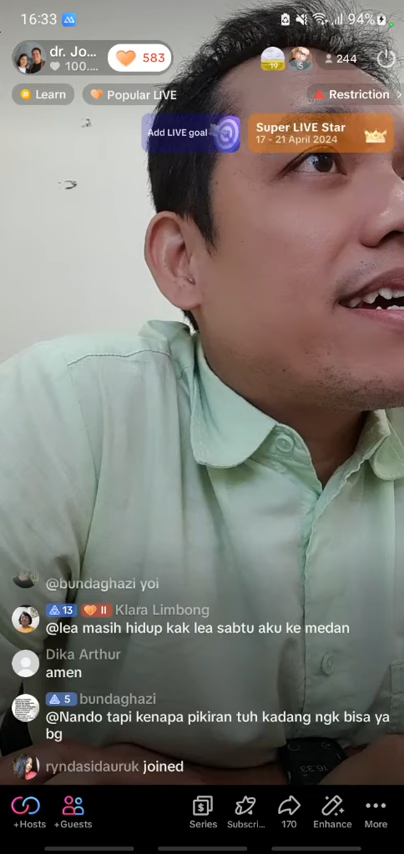 16:33
94%
dr. Jo...
100....
583
19
5
244
Learn
Popular LIVE
Restriction >
Add LIVE goal
Super LIVE Star
17 - 21 April 2024
@bundaghazi yoi
13 II Klara Limbong
@lea masih hidup kak lea sabtu aku ke medan
Dika Arthur
amen
5 bundaghazi
@Nando tapi kenapa pikiran tuh kadang ngk bisa ya
bg
ryndasidauruk joined
16:33
+Hosts
+Guests
Series
Subscri...
170
Enhance
More